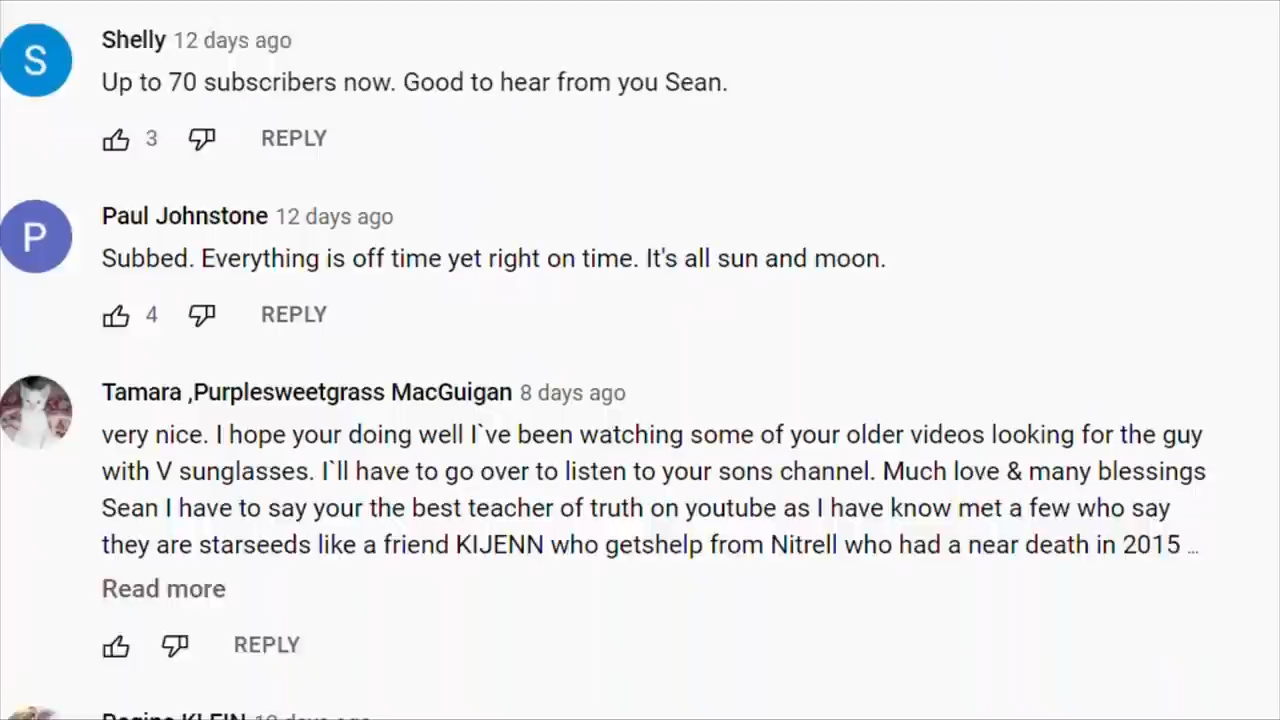 S
Shelly 12 days ago
Up to 70 subscribers now. Good to hear from you Sean.
3 REPLY
P
Paul Johnstone 12 days ago
Subbed. Everything is off time yet right on time. It's all sun and moon.
4 REPLY
Tamara ,Purplesweetgrass MacGuigan 8 days ago
very nice. I hope your doing well I`ve been watching some of your older videos looking for the guy
with V sunglasses. I`ll have to go over to listen to your sons channel. Much love & many blessings
Sean I have to say your the best teacher of truth on youtube as I have know met a few who say
they are starseeds like a friend KIJENN who getshelp from Nitrell who had a near death in 2015 ...
Read more
REPLY
KLEIN days ago